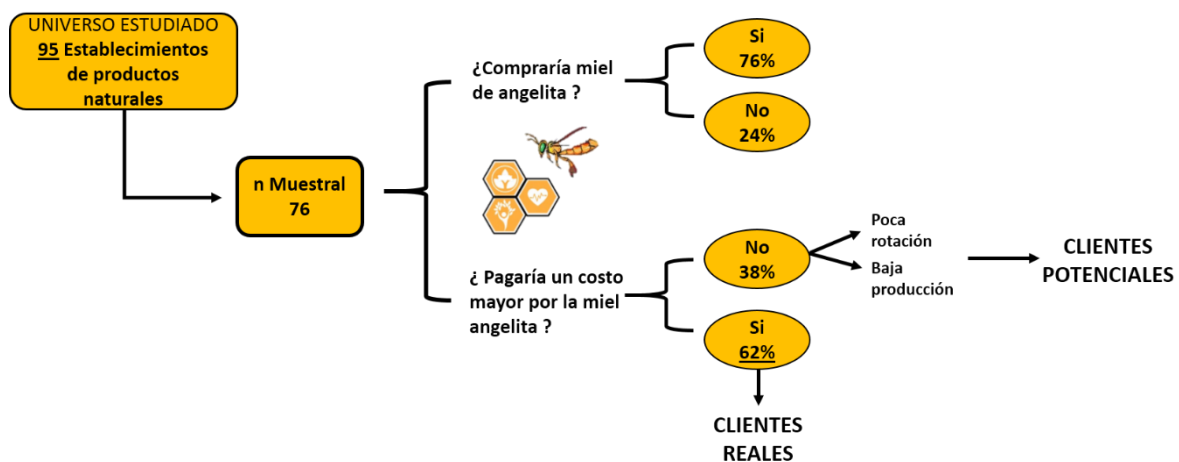 UNIVERSO ESTUDIADO
95 Establecimientos
de productos
naturales
n Muestral
76
¿Compraría miel
de angelita ?
Si
76%
No
24%
¿ Pagaría un costo
mayor por la miel
angelita ?
No
38%
Poca
rotación
Baja
producción
CLIENTES
POTENCIALES
Si
62%
CLIENTES
REALES